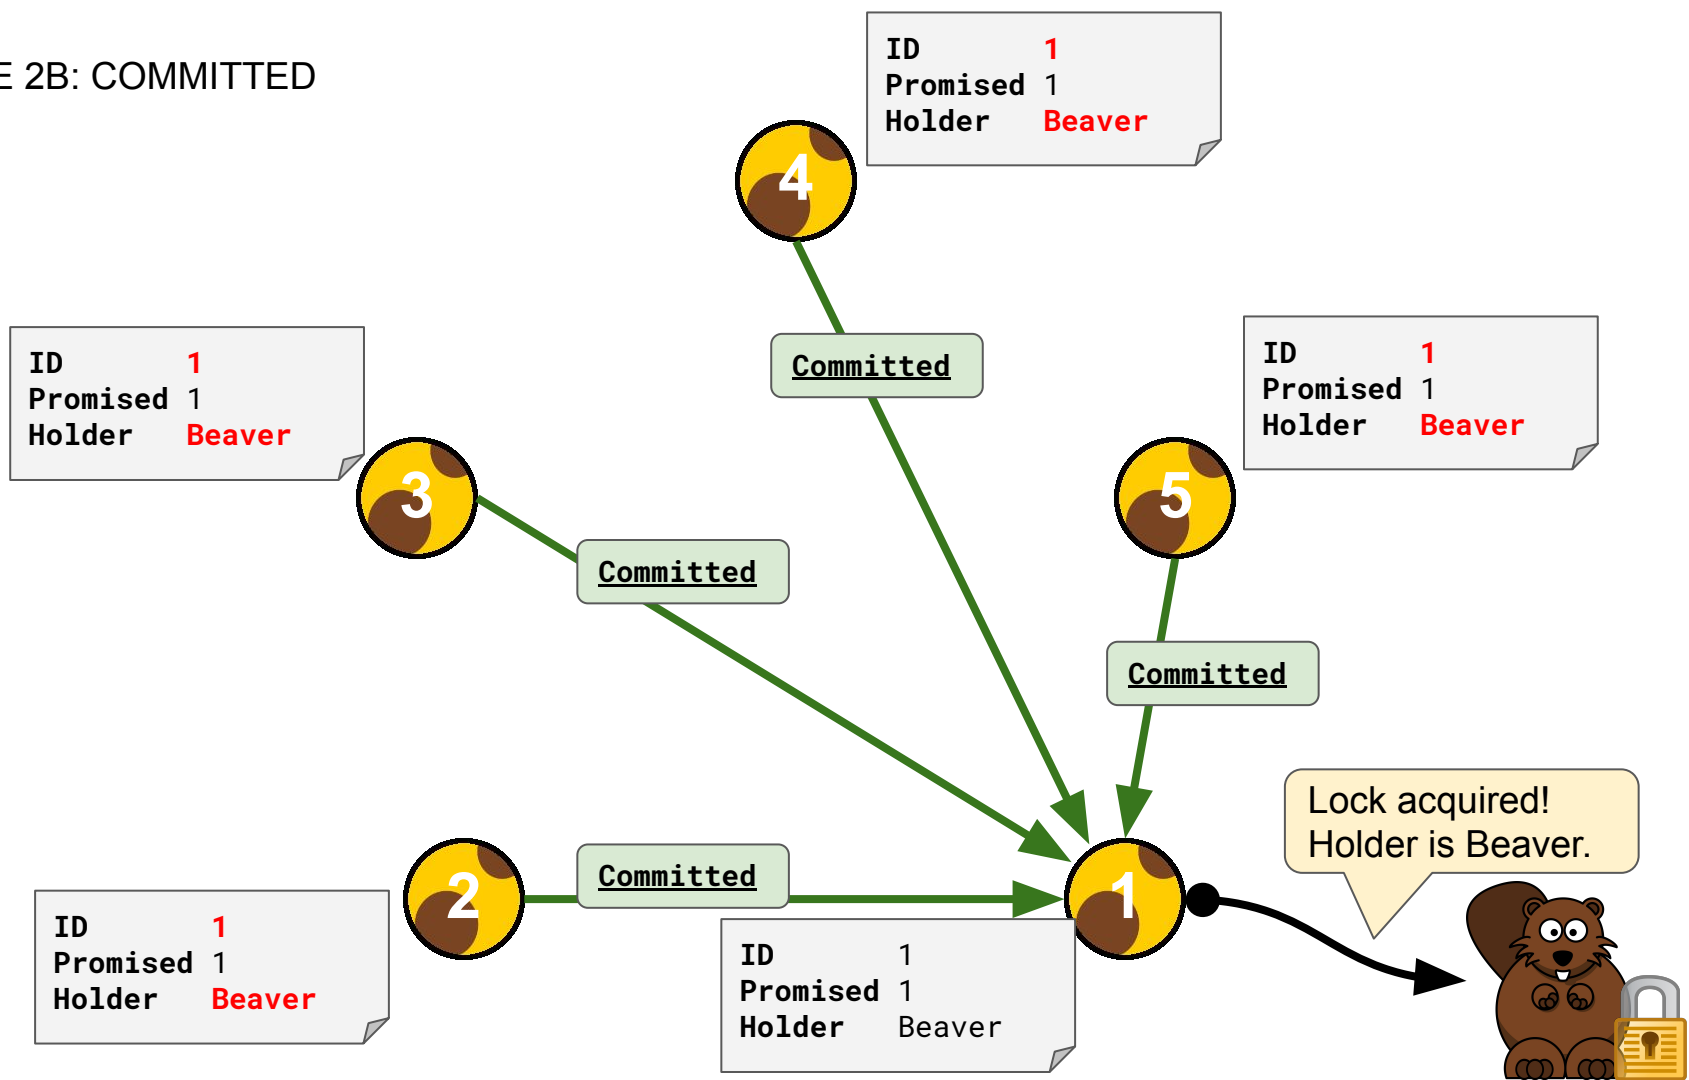 E 2B: COMMITTED
ID 1
Promised 1
Holder Beaver
4
Committed
ID 1
Promised 1
Holder Beaver
3
Committed
ID 1
Promised 1
Holder Beaver
5
Committed
Lock acquired!
Holder is Beaver.
2
Committed
1
ID 1
Promised 1
Holder Beaver
ID 1
Promised 1
Holder Beaver